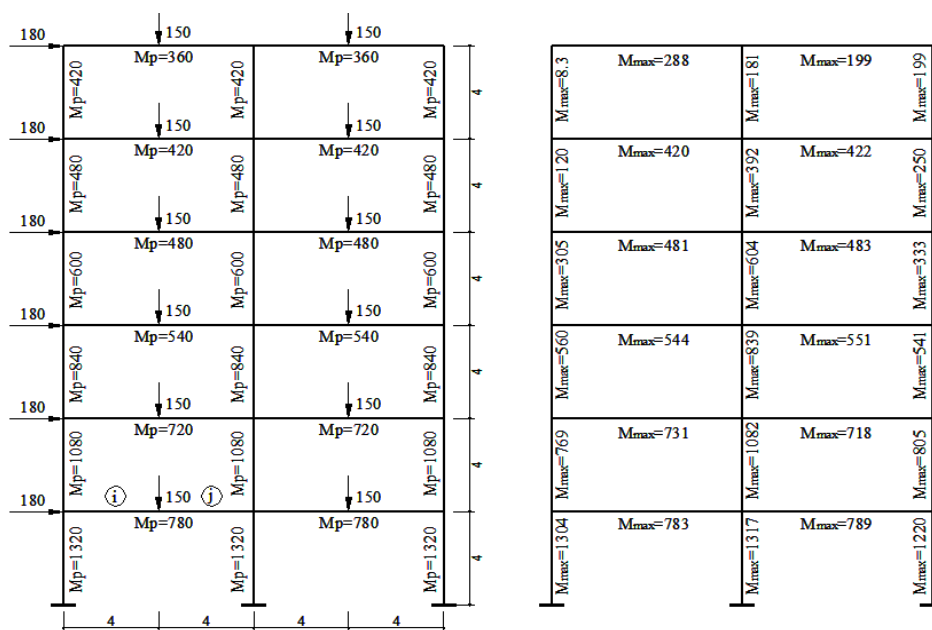 150 150
180
Mp=360 Mp=360
Mp=420 Mp=420 Mp=420
4
150 150
180
Mp=420 Mp=420
Mp=480 Mp=480 Mp=480
4
150 150
180
Mp=480 Mp=480
Mp=600 Mp=600 Mp=600
4
150 150
180
Mp=540 Mp=540
Mp=840 Mp=840 Mp=840
4
150 150
180
Mp=720 Mp=720
Mp=1080 Mp=1080 Mp=1080
4
i j
150 150
180
Mp=780 Mp=780
Mp=1320 Mp=1320 Mp=1320
4
4 4 4 4
Mmax=288 Mmax=199
Mmax=8.3 Mmax=181 Mmax=199
Mmax=420 Mmax=422
Mmax=120 Mmax=392 Mmax=250
Mmax=481 Mmax=483
Mmax=305 Mmax=604 Mmax=333
Mmax=544 Mmax=551
Mmax=560 Mmax=839 Mmax=541
Mmax=731 Mmax=718
Mmax=769 Mmax=1082 Mmax=805
Mmax=783 Mmax=789
Mmax=1304 Mmax=1317 Mmax=1220